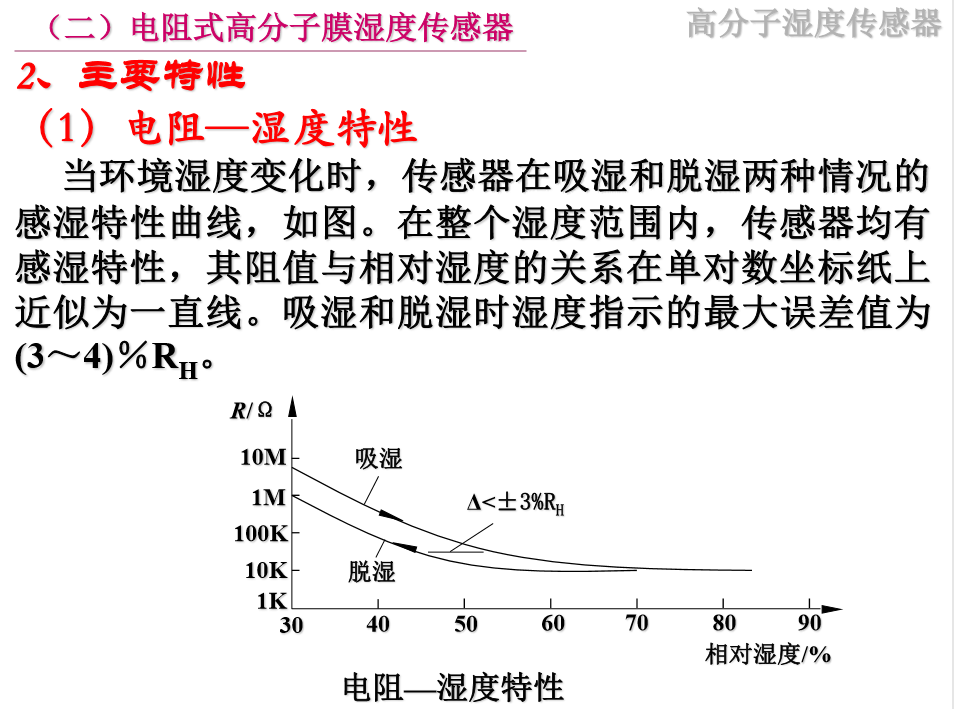 （二）电阻式高分子膜湿度传感器
高分子湿度传感器
2、主要特性
（1） 电阻—湿度特性
当环境湿度变化时，传感器在吸湿和脱湿两种情况的
感湿特性曲线，如图。在整个湿度范围内，传感器均有
感湿特性，其阻值与相对湿度的关系在单对数坐标纸上
近似为一直线。吸湿和脱湿时湿度指示的最大误差值为
(3～4)％RH。
R/Ω
10M
吸湿
1M
Δ<±3%RH
100K
10K
脱湿
1K
30 40 50 60 70 80 90
相对湿度/%
电阻—湿度特性